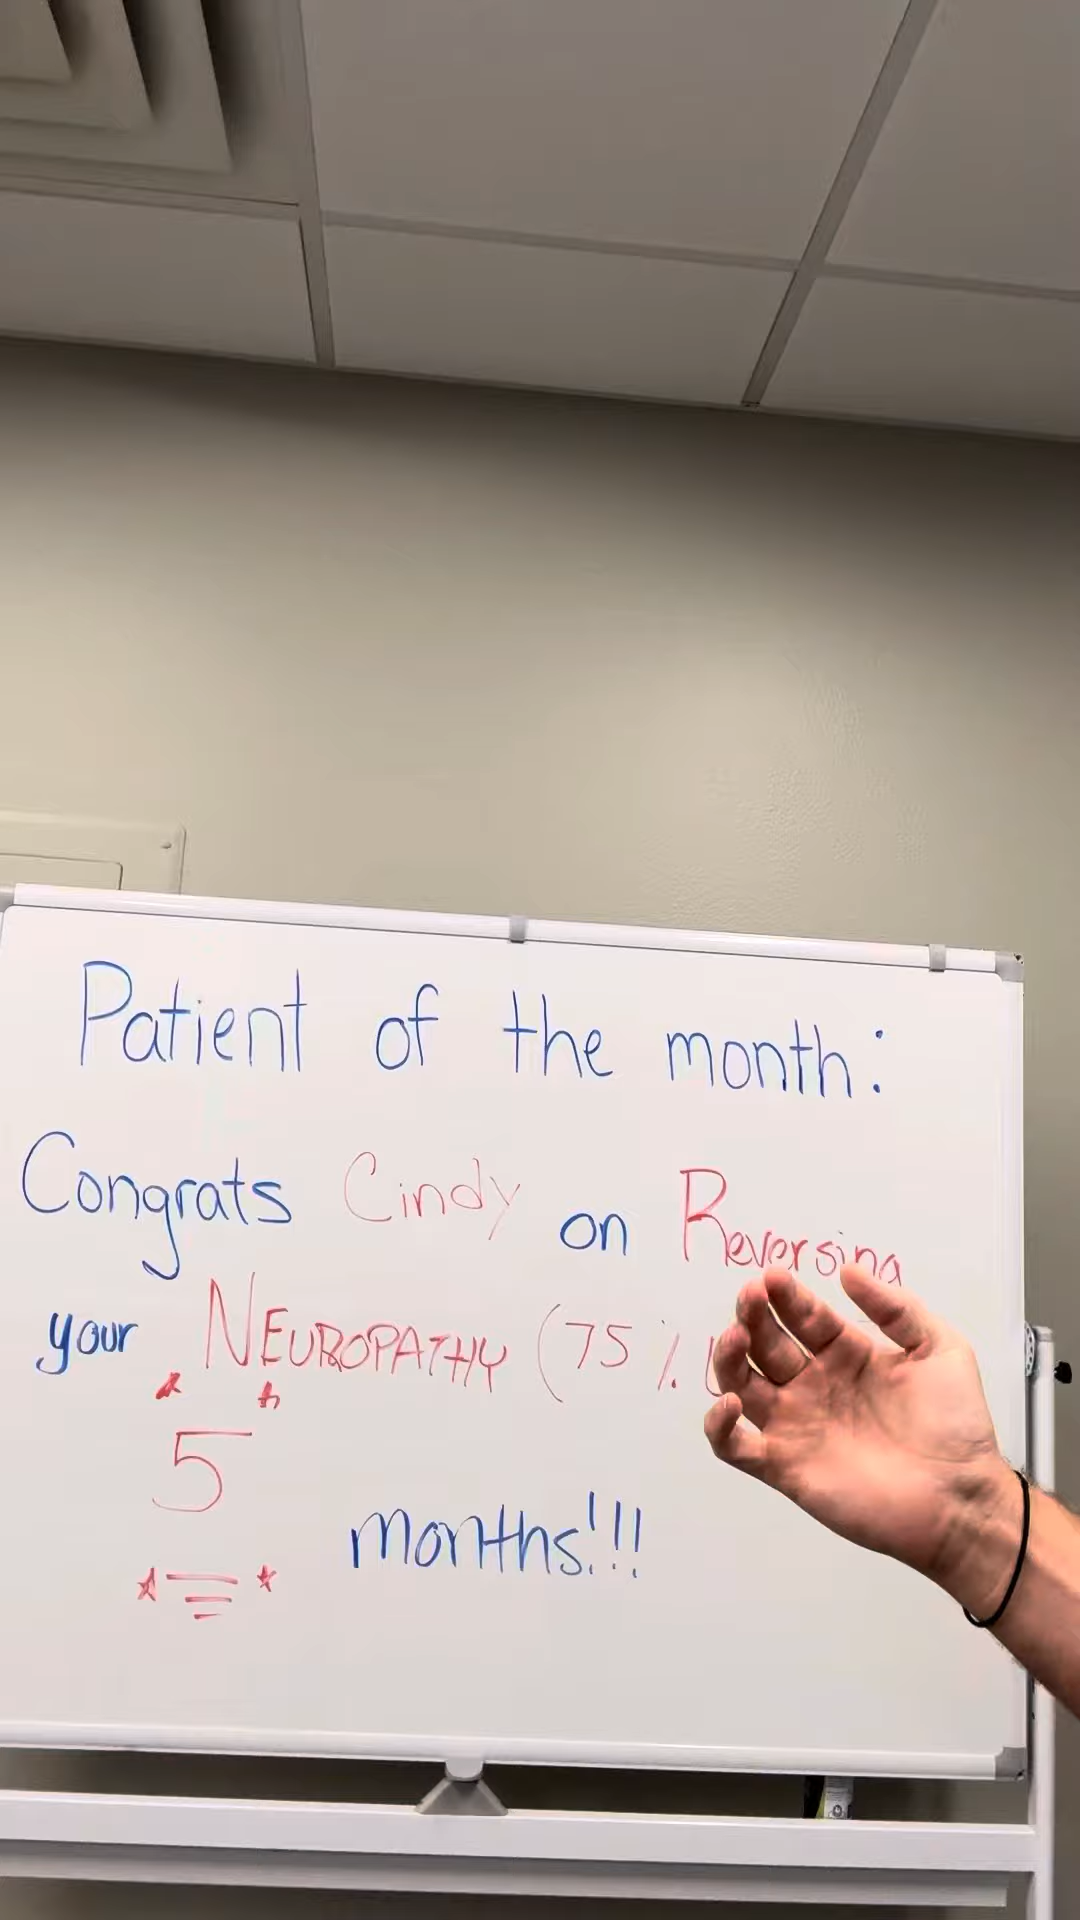 Patient of the month:
Congrats Cindy on Reversing
your NEUROPATHY (75%
5 months!!!